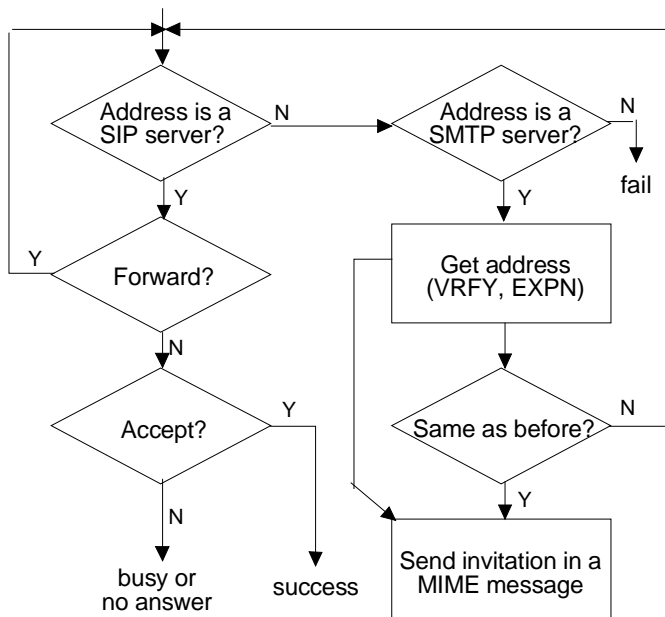 Address is a
SIP server?
N
Address is a
SMTP server?
N
fail
Y
Y
Y
Forward?
Get address
(VRFY, EXPN)
N
Accept?
Y
Same as before?
N
N
Y
busy or
no answer
success
Send invitation in a
MIME message